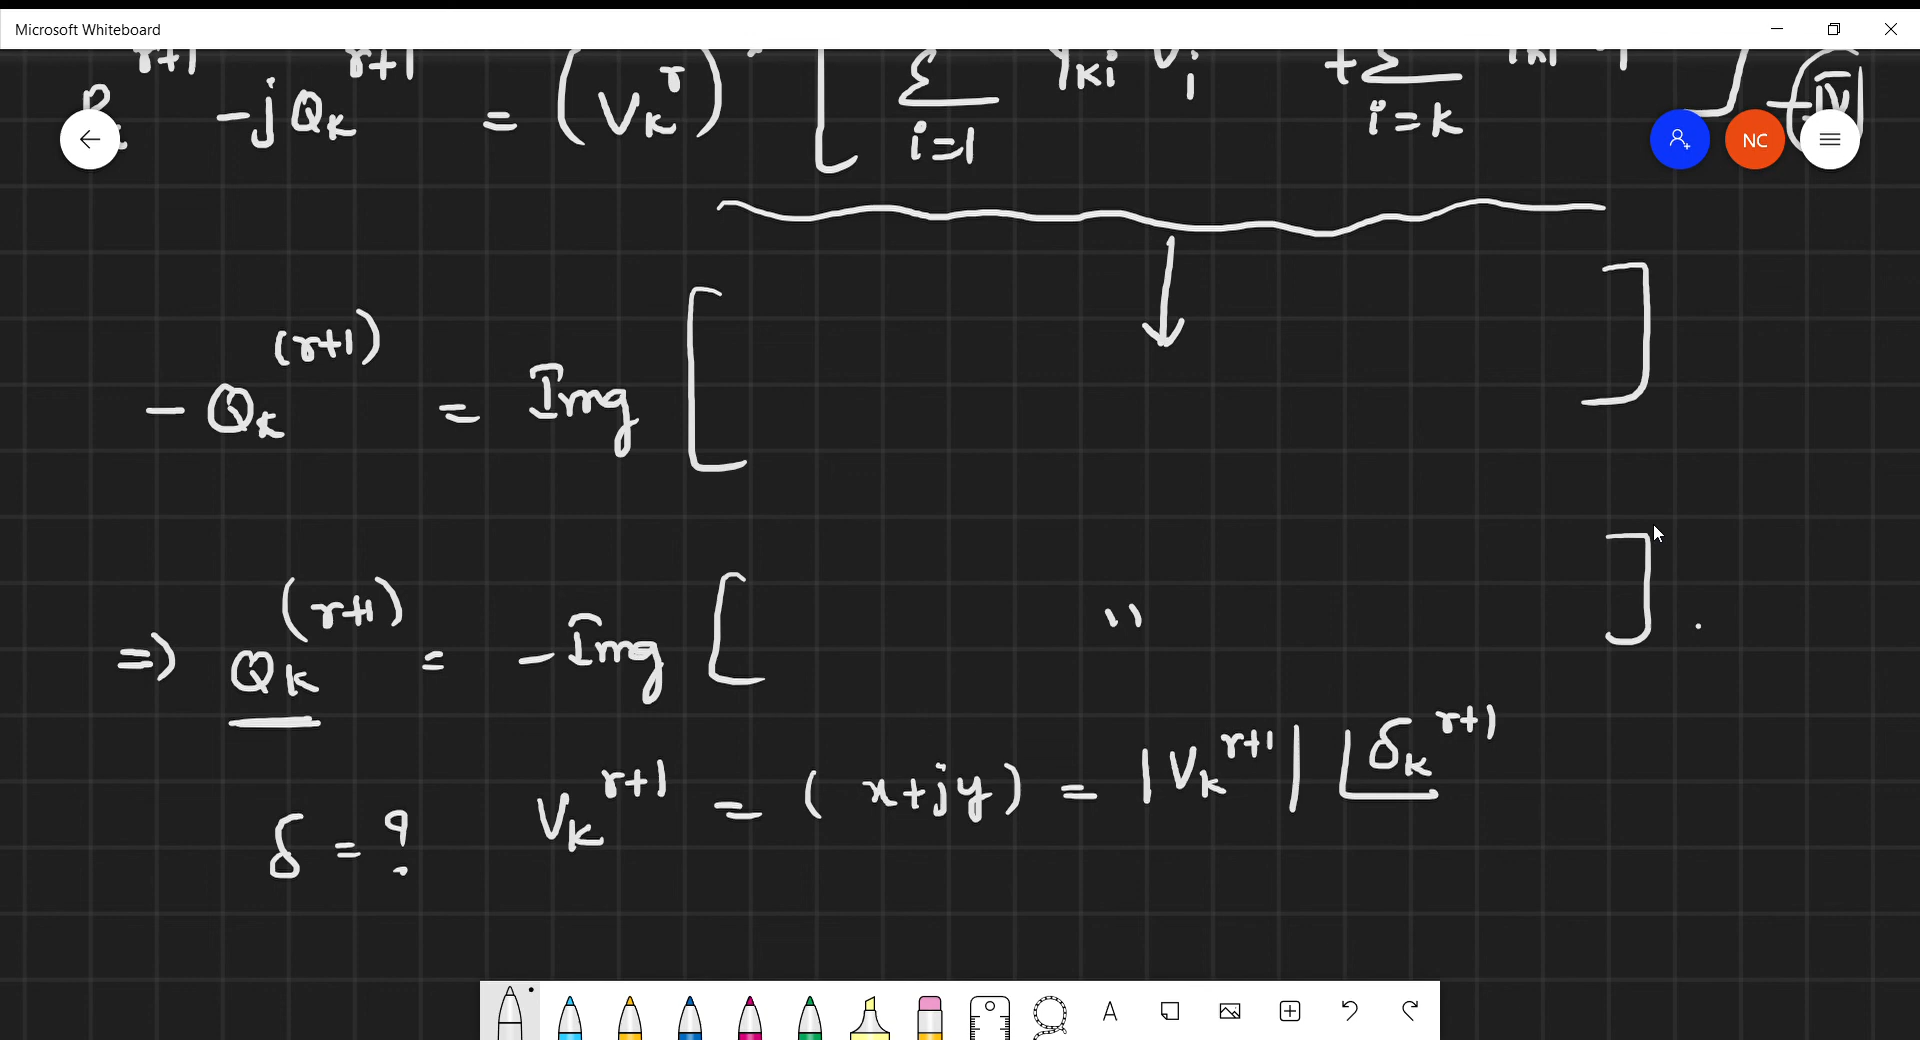 Microsoft Whiteboard
r+1 r+1
-jQk = (Vk^r) [ Σ i=1 Yki Vi + Σ i=k
NC
-Qk^(r+1) = Img [ ]
=> Qk^(r+1) = -Img [ " ] .
δ = ? Vk^r+1 = (x+jy) = |Vk^r+1| ∠δk^r+1
A